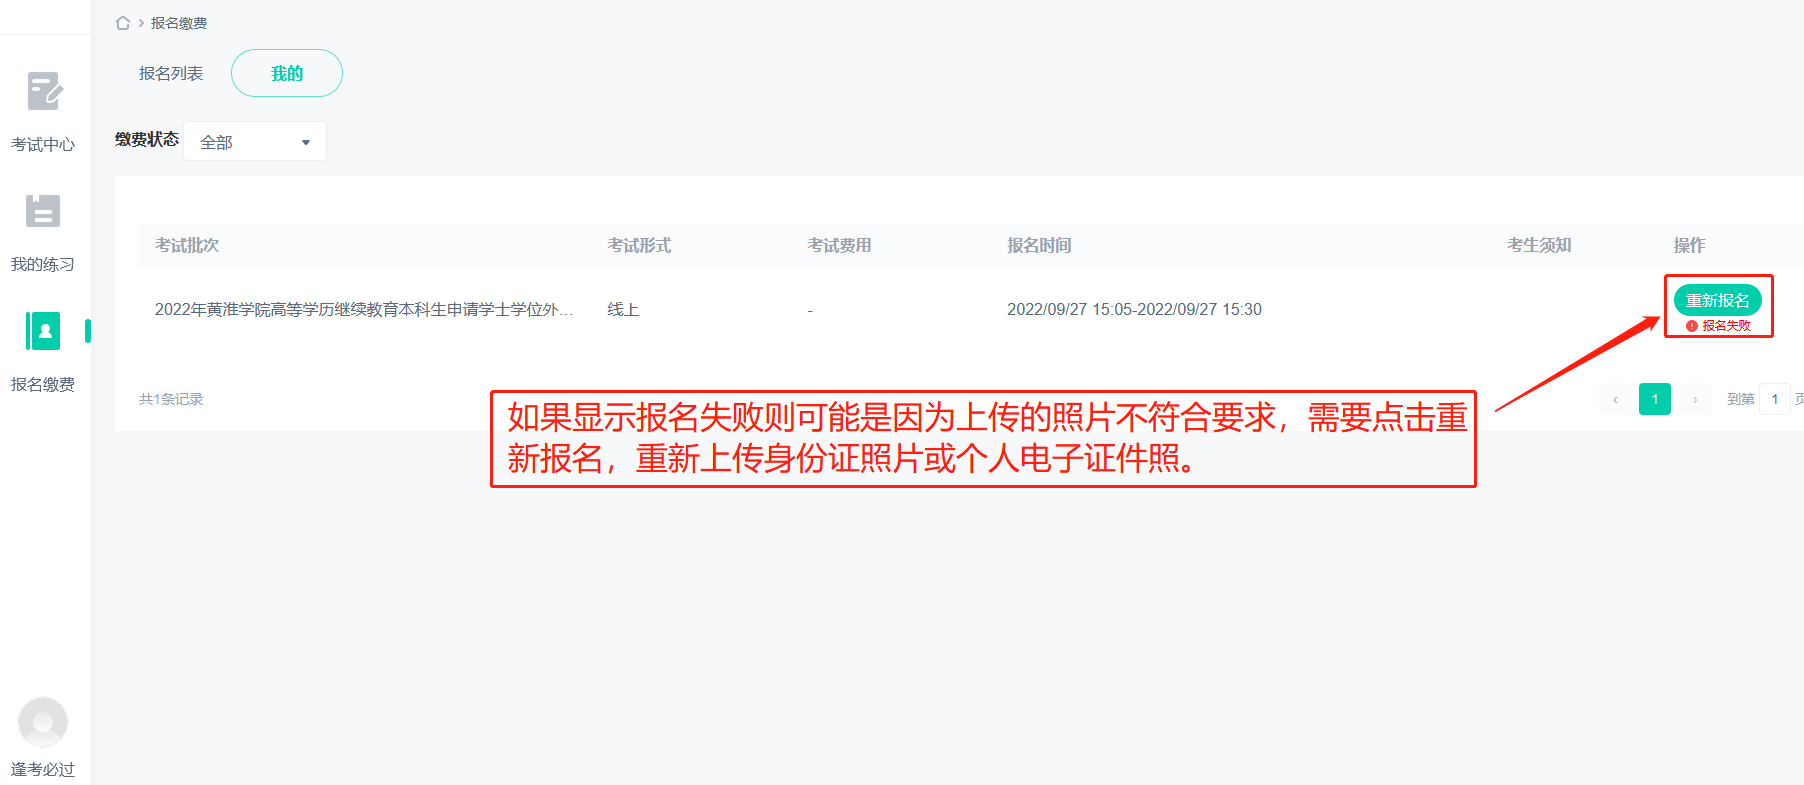 报名缴费
报名列表
我的
缴费状态
全部
考试中心
我的练习
报名缴费
逢考必过
考试批次 考试形式 考试费用 报名时间 考生须知 操作
2022年黄淮学院高等学历继续教育本科生申请学士学位外... 线上 - 2022/09/27 15:05-2022/09/27 15:30 重新报名
报名失败
共1条记录
‹ 1 › 到第 1 页
如果显示报名失败则可能是因为上传的照片不符合要求，需要点击重
新报名，重新上传身份证照片或个人电子证件照。